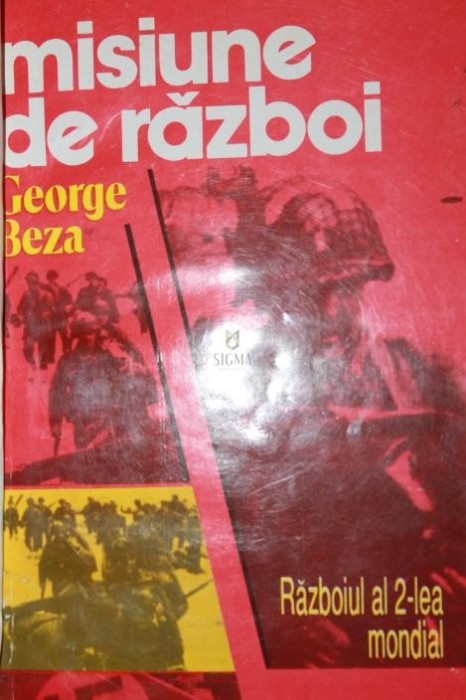 misiune
de război
George
Beza
SIGMA
Războiul al 2-lea
mondial